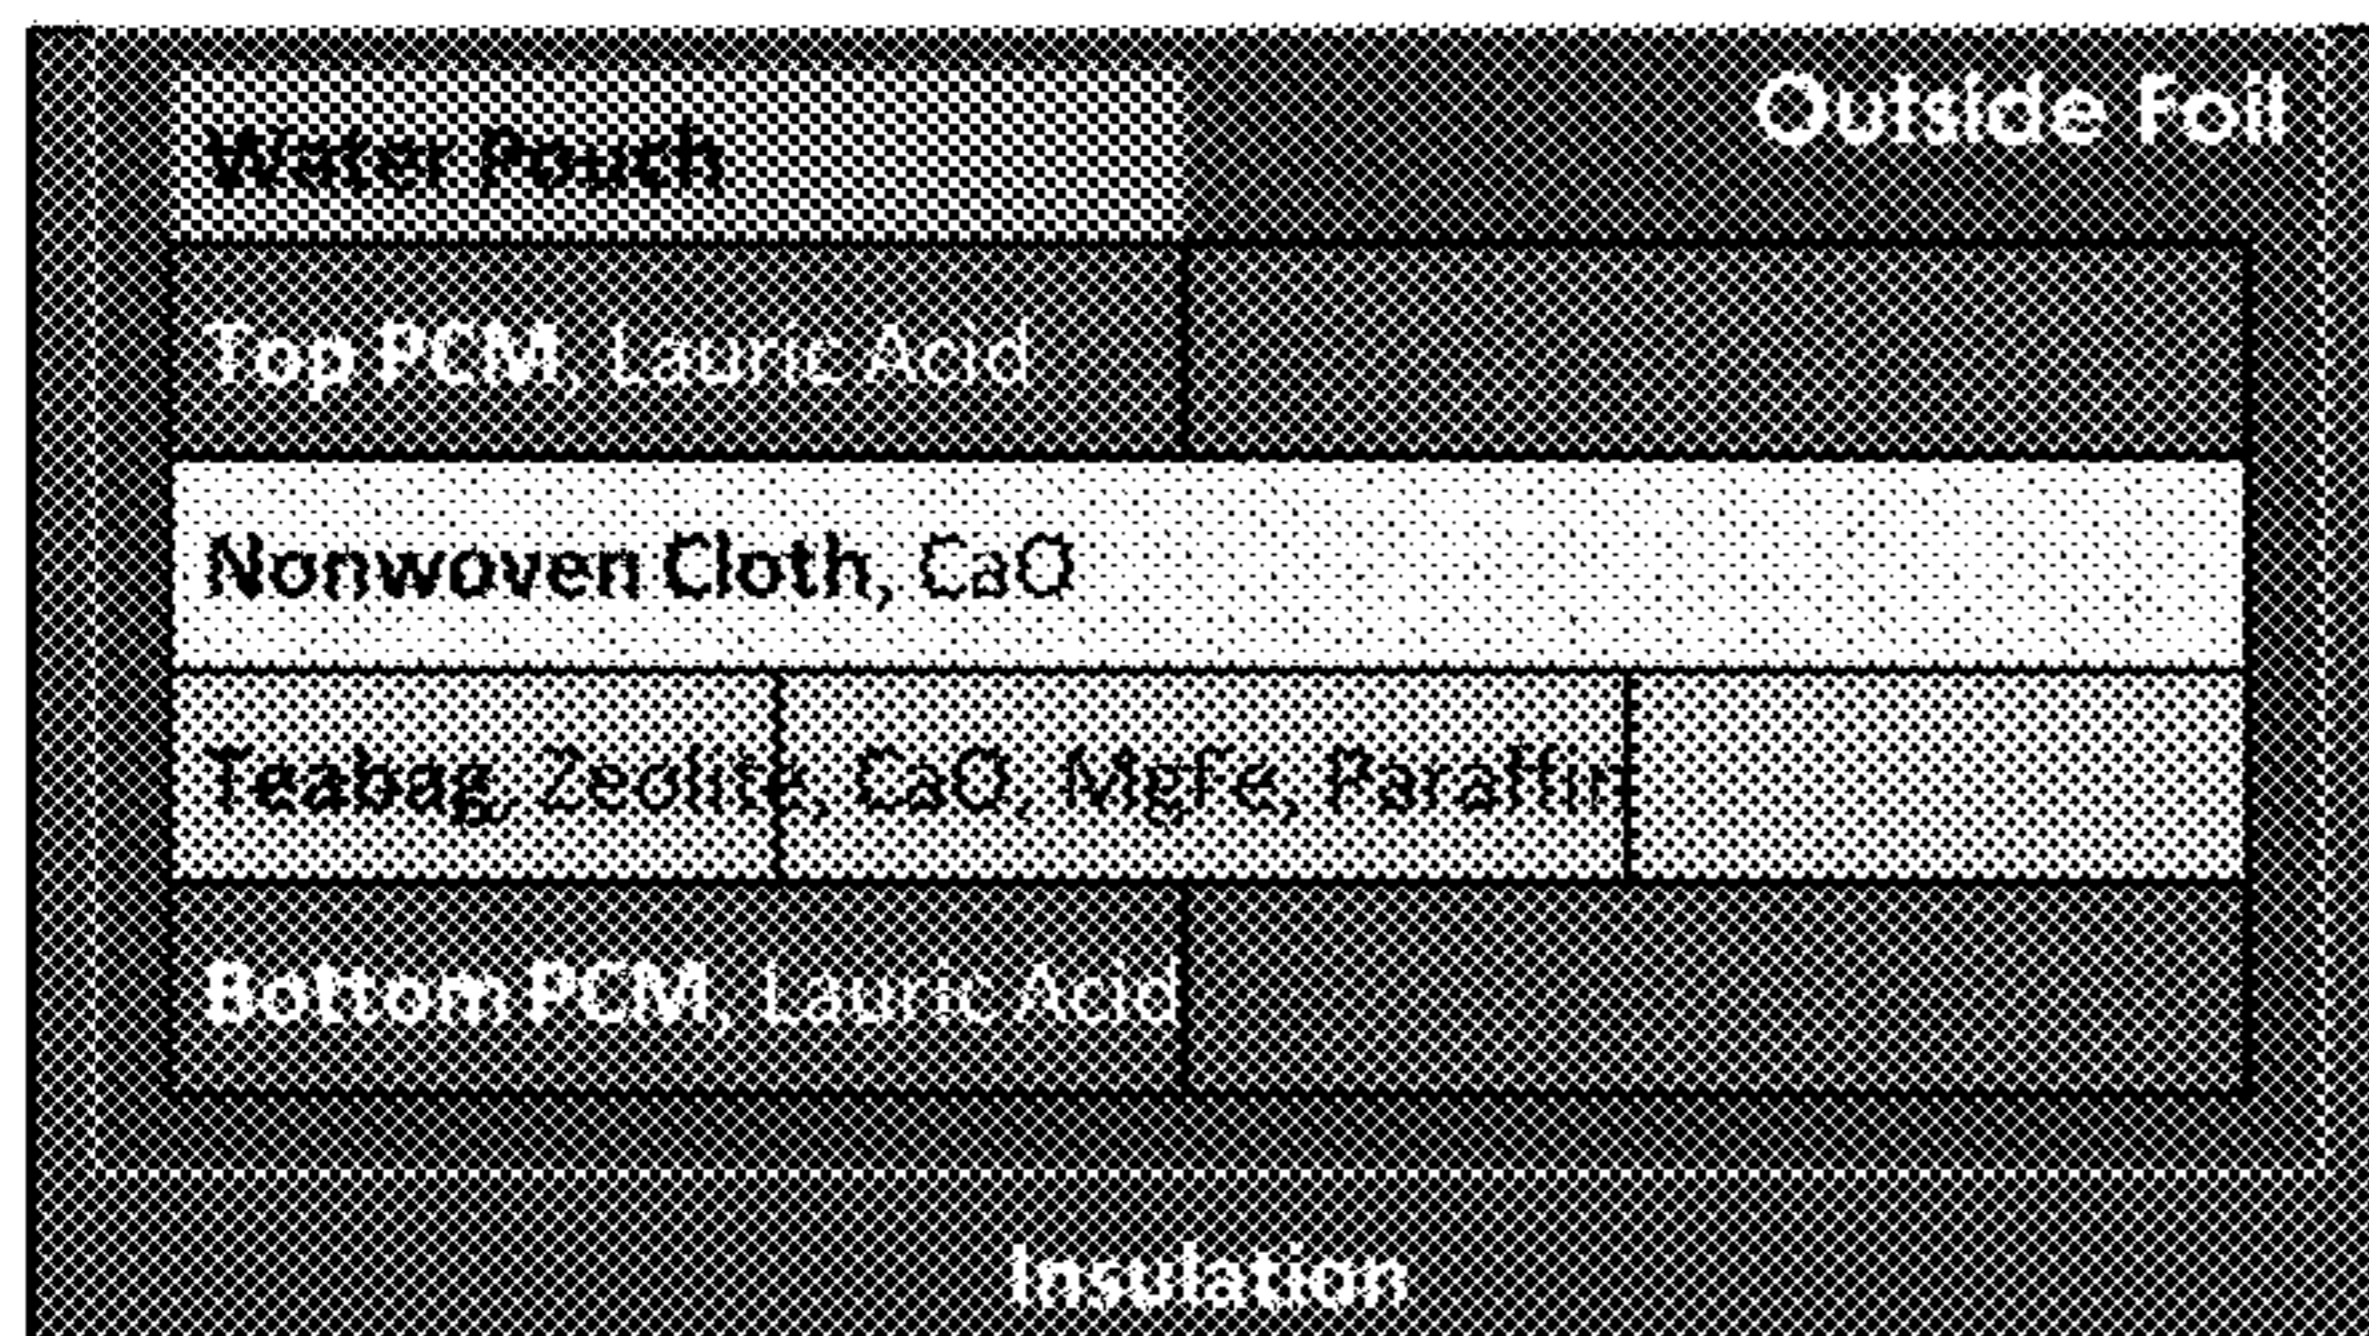 Outside Foil
Water Pouch
Top PCM, Lauric Acid
Nonwoven Cloth, CaO
Teabag, Zeolite, CaO, MgFe, Paraffin
Bottom PCM, Lauric Acid
Insulation